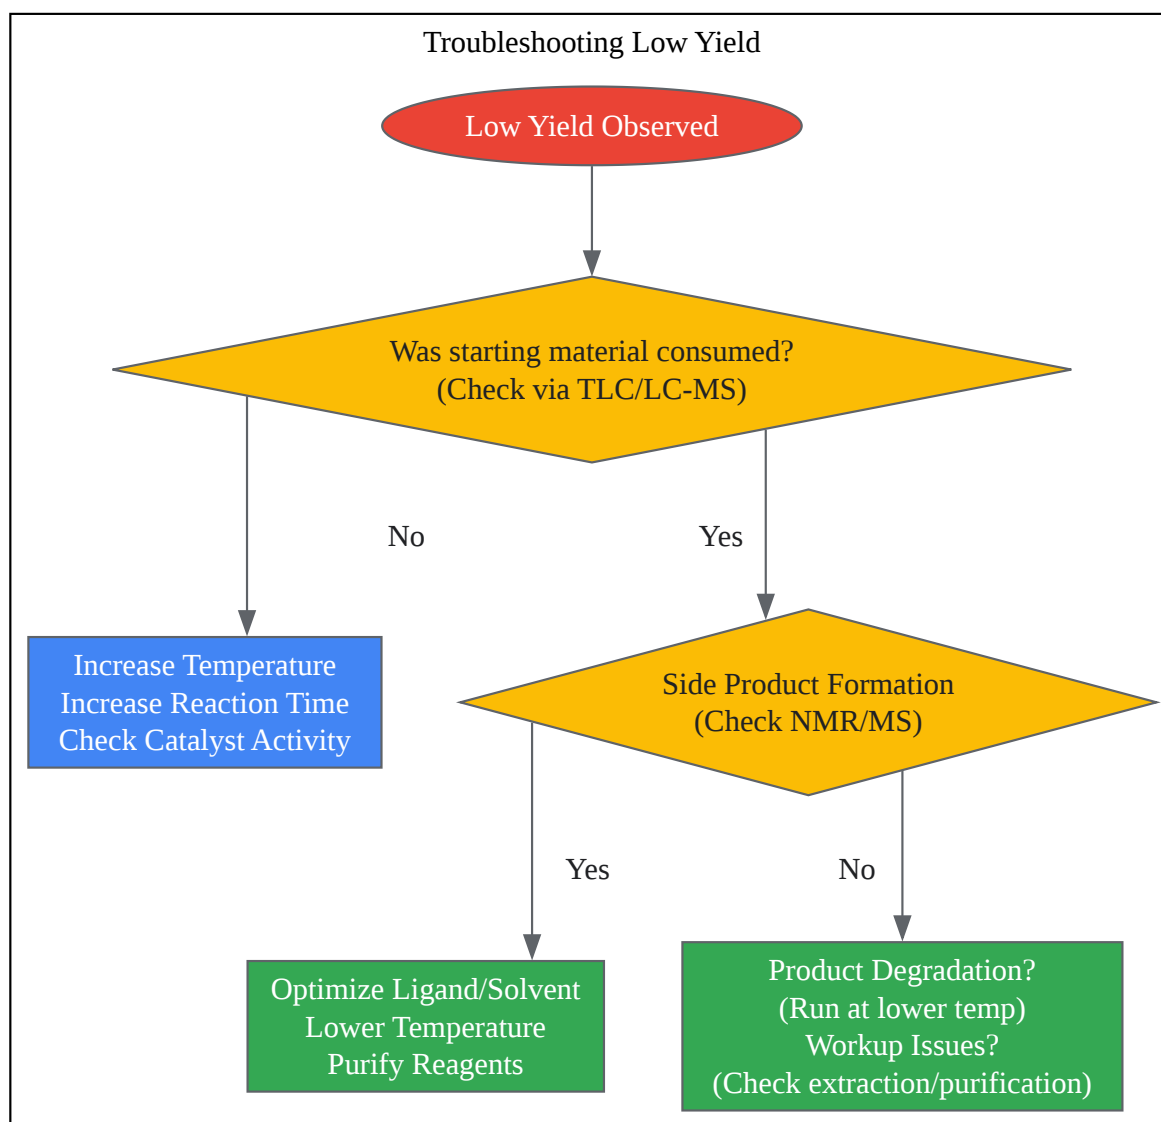 Troubleshooting Low Yield
Low Yield Observed
Was starting material consumed?
(Check via TLC/LC-MS)
No
Yes
Increase Temperature
Increase Reaction Time
Check Catalyst Activity
Side Product Formation
(Check NMR/MS)
Yes
No
Optimize Ligand/Solvent
Lower Temperature
Purify Reagents
Product Degradation?
(Run at lower temp)
Workup Issues?
(Check extraction/purification)